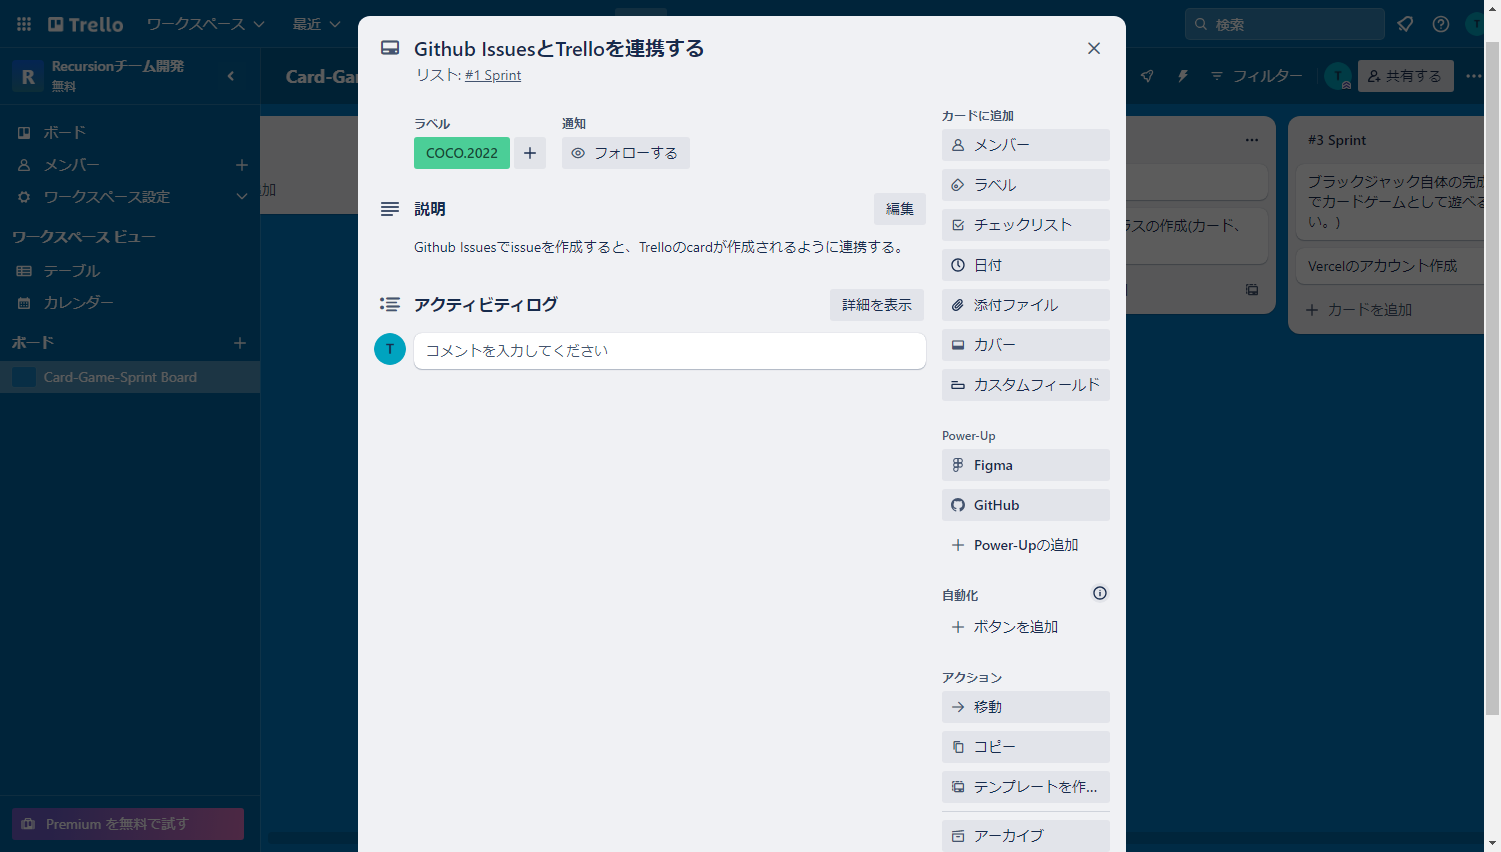 Trello
ワークスペース
最近
検索
T
R
Recursionチーム開発
無料
Card-Ga
フィルター
T
共有する
ボード
メンバー
ワークスペース設定
ワークスペース ビュー
テーブル
カレンダー
ボード
Card-Game-Sprint Board
Premium を無料で試す
加
Github IssuesとTrelloを連携する
リスト: #1 Sprint
ラベル
COCO.2022
通知
フォローする
説明
編集
Github Issuesでissueを作成すると、Trelloのcardが作成されるように連携する。
アクティビティログ
詳細を表示
T
コメントを入力してください
カードに追加
メンバー
ラベル
チェックリスト
日付
添付ファイル
カバー
カスタムフィールド
Power-Up
Figma
GitHub
Power-Upの追加
自動化
ボタンを追加
アクション
移動
コピー
テンプレートを作...
アーカイブ
ラスの作成(カード、
#3 Sprint
ブラックジャック自体の完成
でカードゲームとして遊べる
い。)
Vercelのアカウント作成
カードを追加